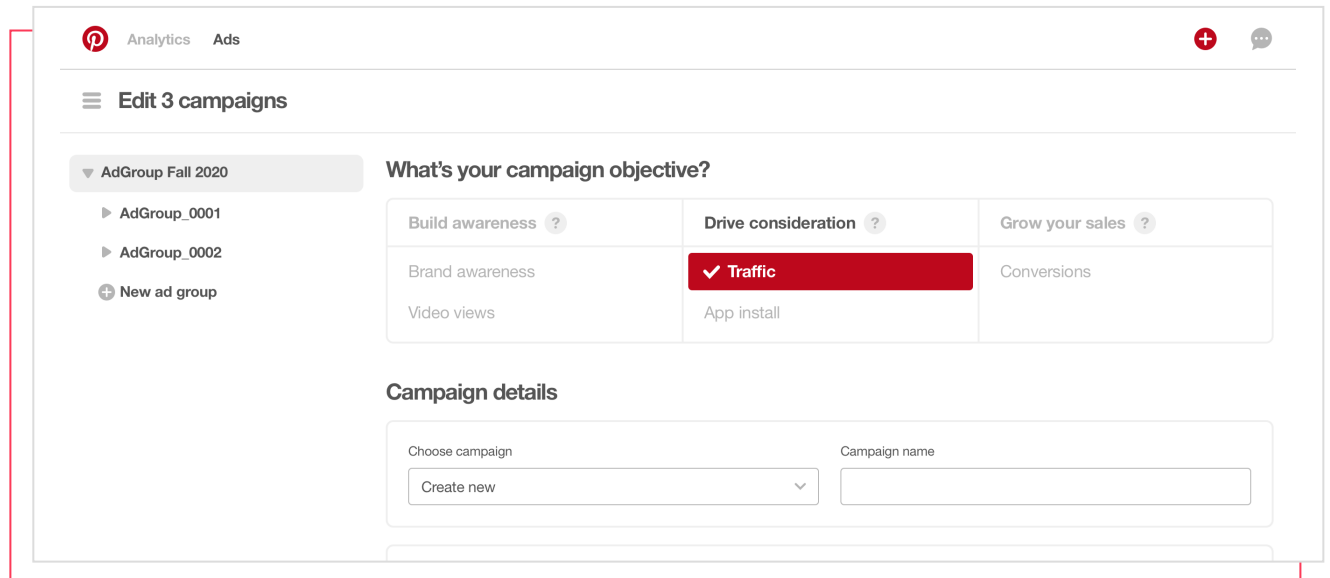 Analytics Ads
Edit 3 campaigns
AdGroup Fall 2020
AdGroup_0001
AdGroup_0002
New ad group
What's your campaign objective?
Build awareness ? Drive consideration ? Grow your sales ?
Brand awareness Traffic Conversions
Video views App install
Campaign details
Choose campaign Campaign name
Create new